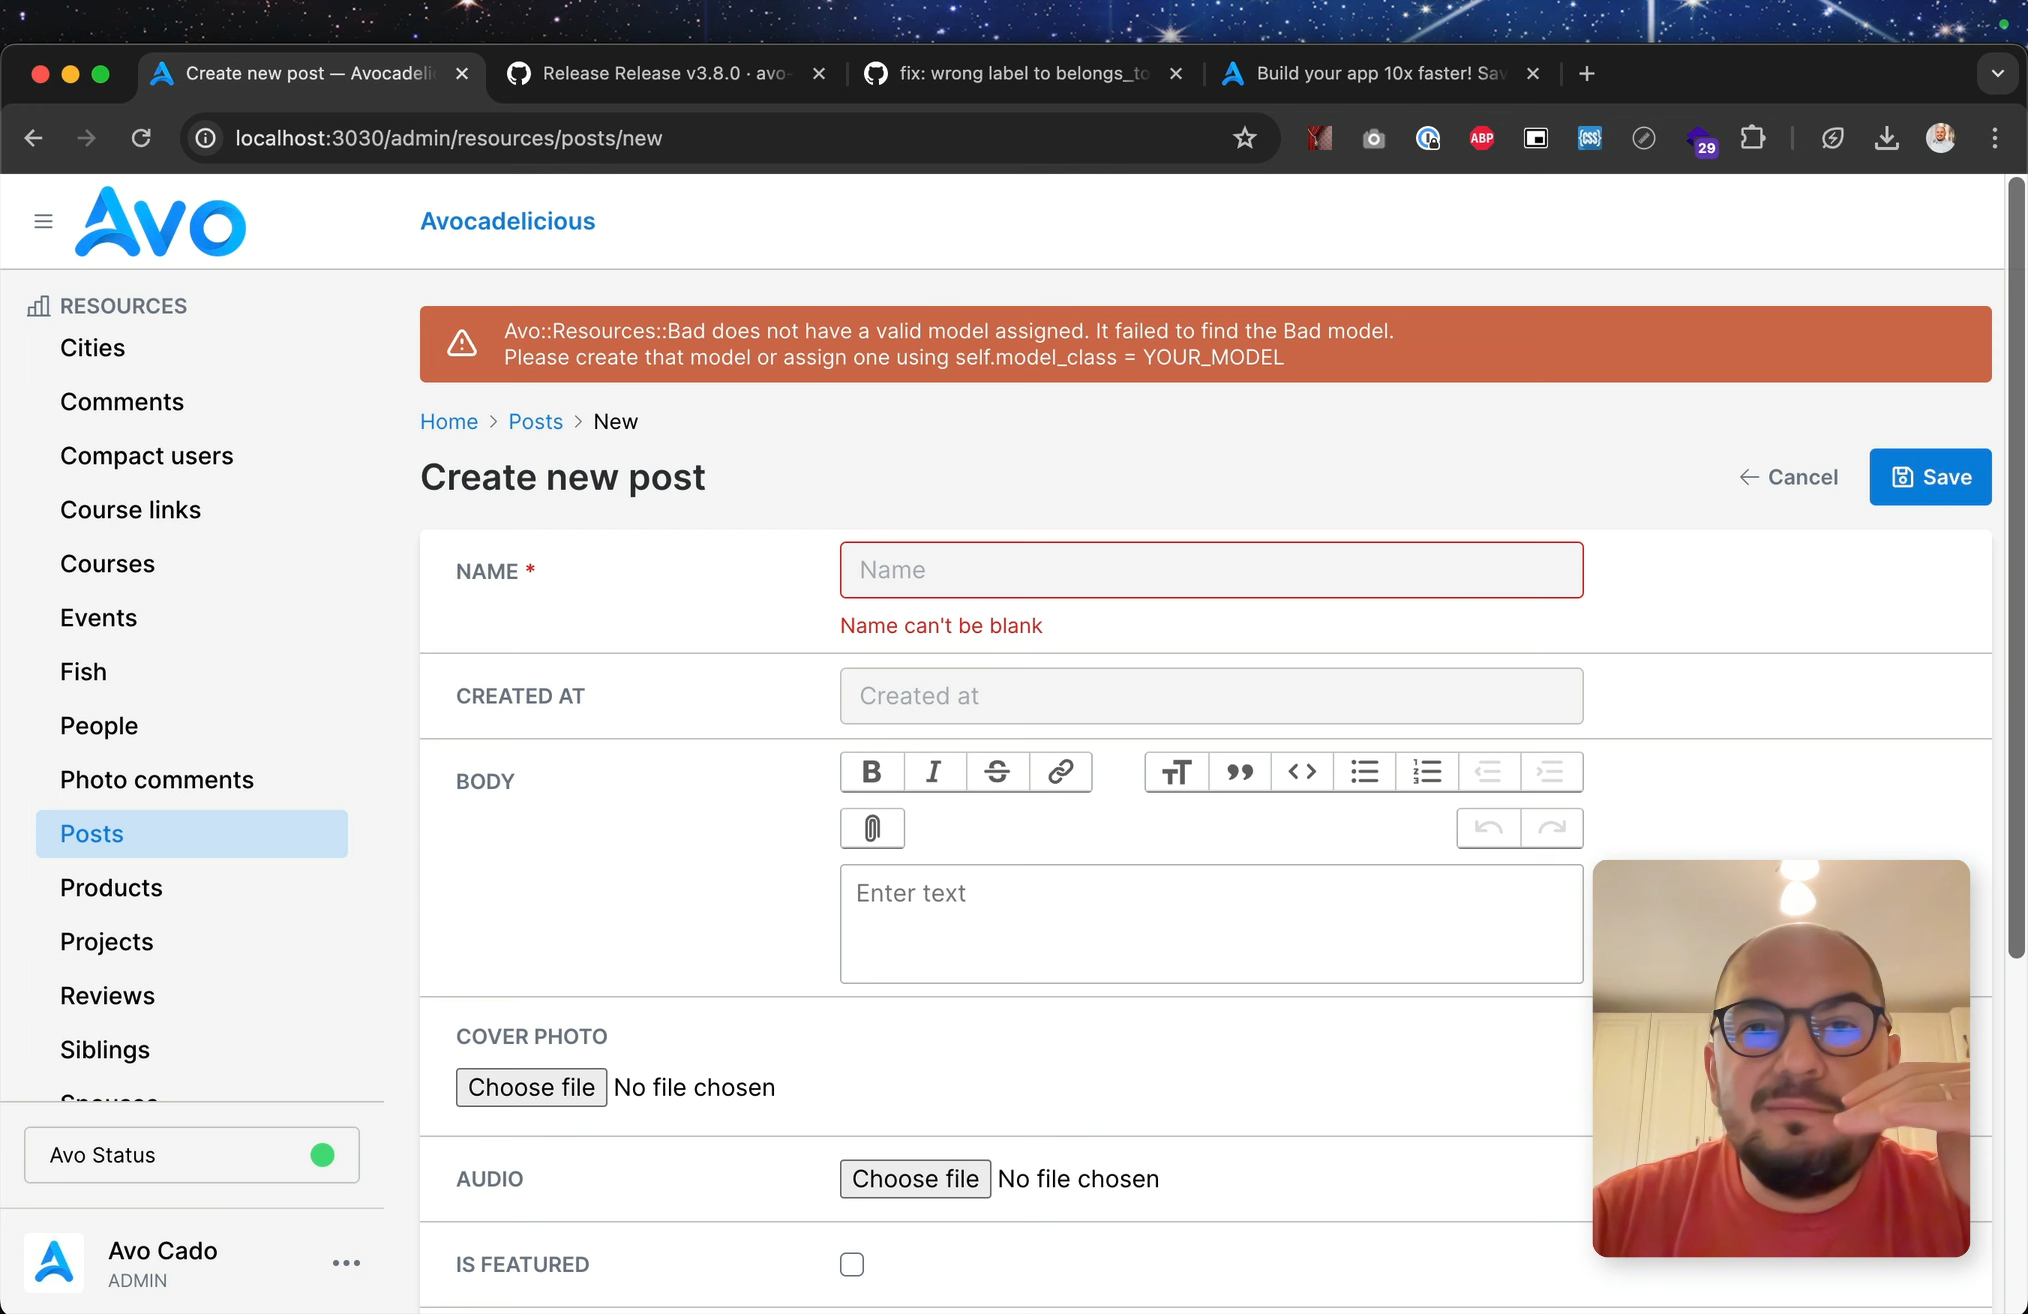 Create new post — Avocadeli
Release Release v3.8.0 · avo-
fix: wrong label to belongs_to
Build your app 10x faster! Sav
localhost:3030/admin/resources/posts/new
ABP
{css}
29
Avo
Avocadelicious
RESOURCES
Cities
Comments
Compact users
Course links
Courses
Events
Fish
People
Photo comments
Posts
Products
Projects
Reviews
Siblings
Avo Status
Avo Cado
ADMIN
Avo::Resources::Bad does not have a valid model assigned. It failed to find the Bad model.
Please create that model or assign one using self.model_class = YOUR_MODEL
Home > Posts > New
Create new post
Cancel
Save
NAME *
Name
Name can't be blank
CREATED AT
Created at
BODY
Enter text
COVER PHOTO
Choose file No file chosen
AUDIO
Choose file No file chosen
IS FEATURED